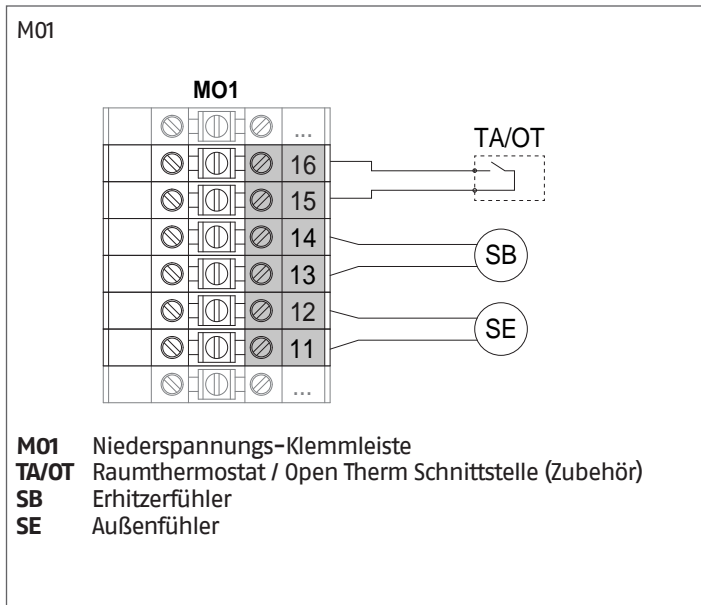 M01
MO1
...
16
15
14
13
12
11
...
TA/OT
SB
SE
M01 Niederspannungs-Klemmleiste
TA/OT Raumthermostat / Open Therm Schnittstelle (Zubehör)
SB Erhitzerfühler
SE Außenfühler